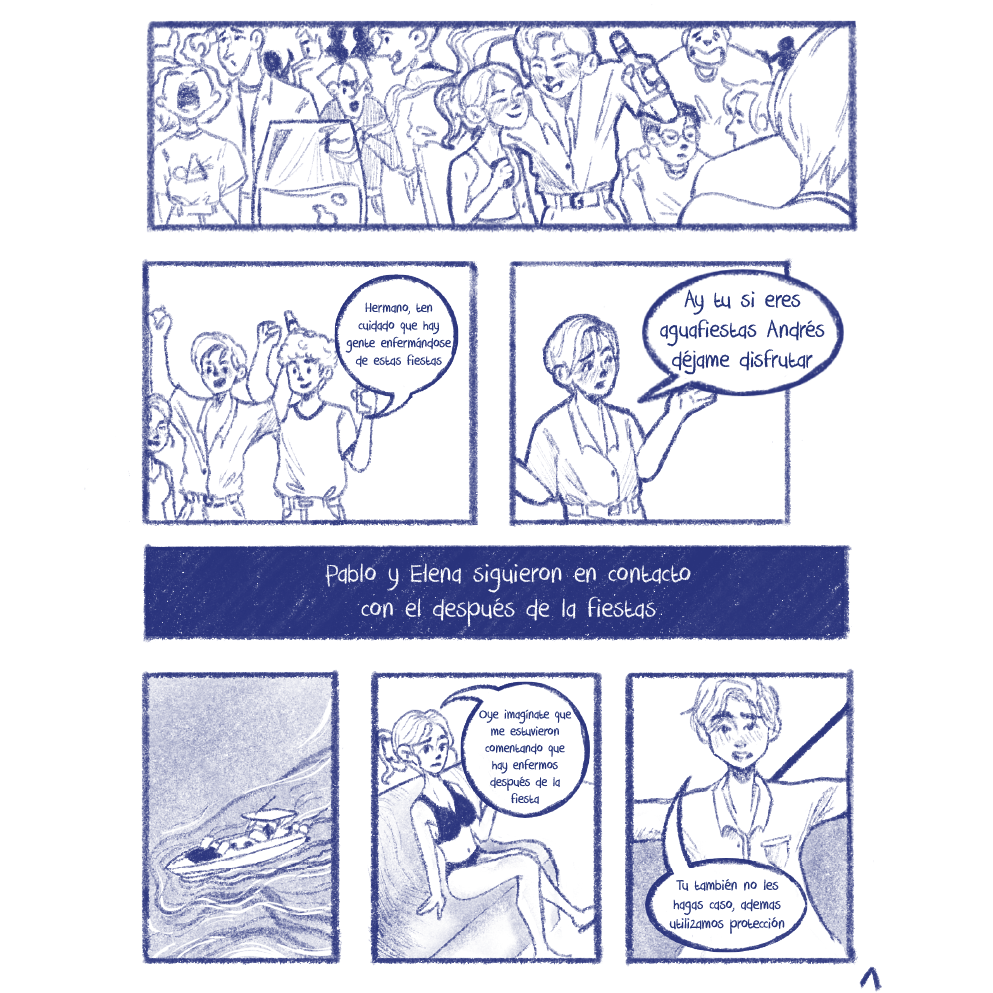 Hermano, ten
cuidado que hay
gente enfermándose
de estas fiestas
Ay tu si eres
aguafiestas Andrés
déjame disfrutar
Pablo y Elena siguieron en contacto
con el después de la fiestas
Oye imagínate que
me estuvieron
comentando que
hay enfermos
después de la
fiesta
Tu también no les
hagas caso, ademas
utilizamos protección